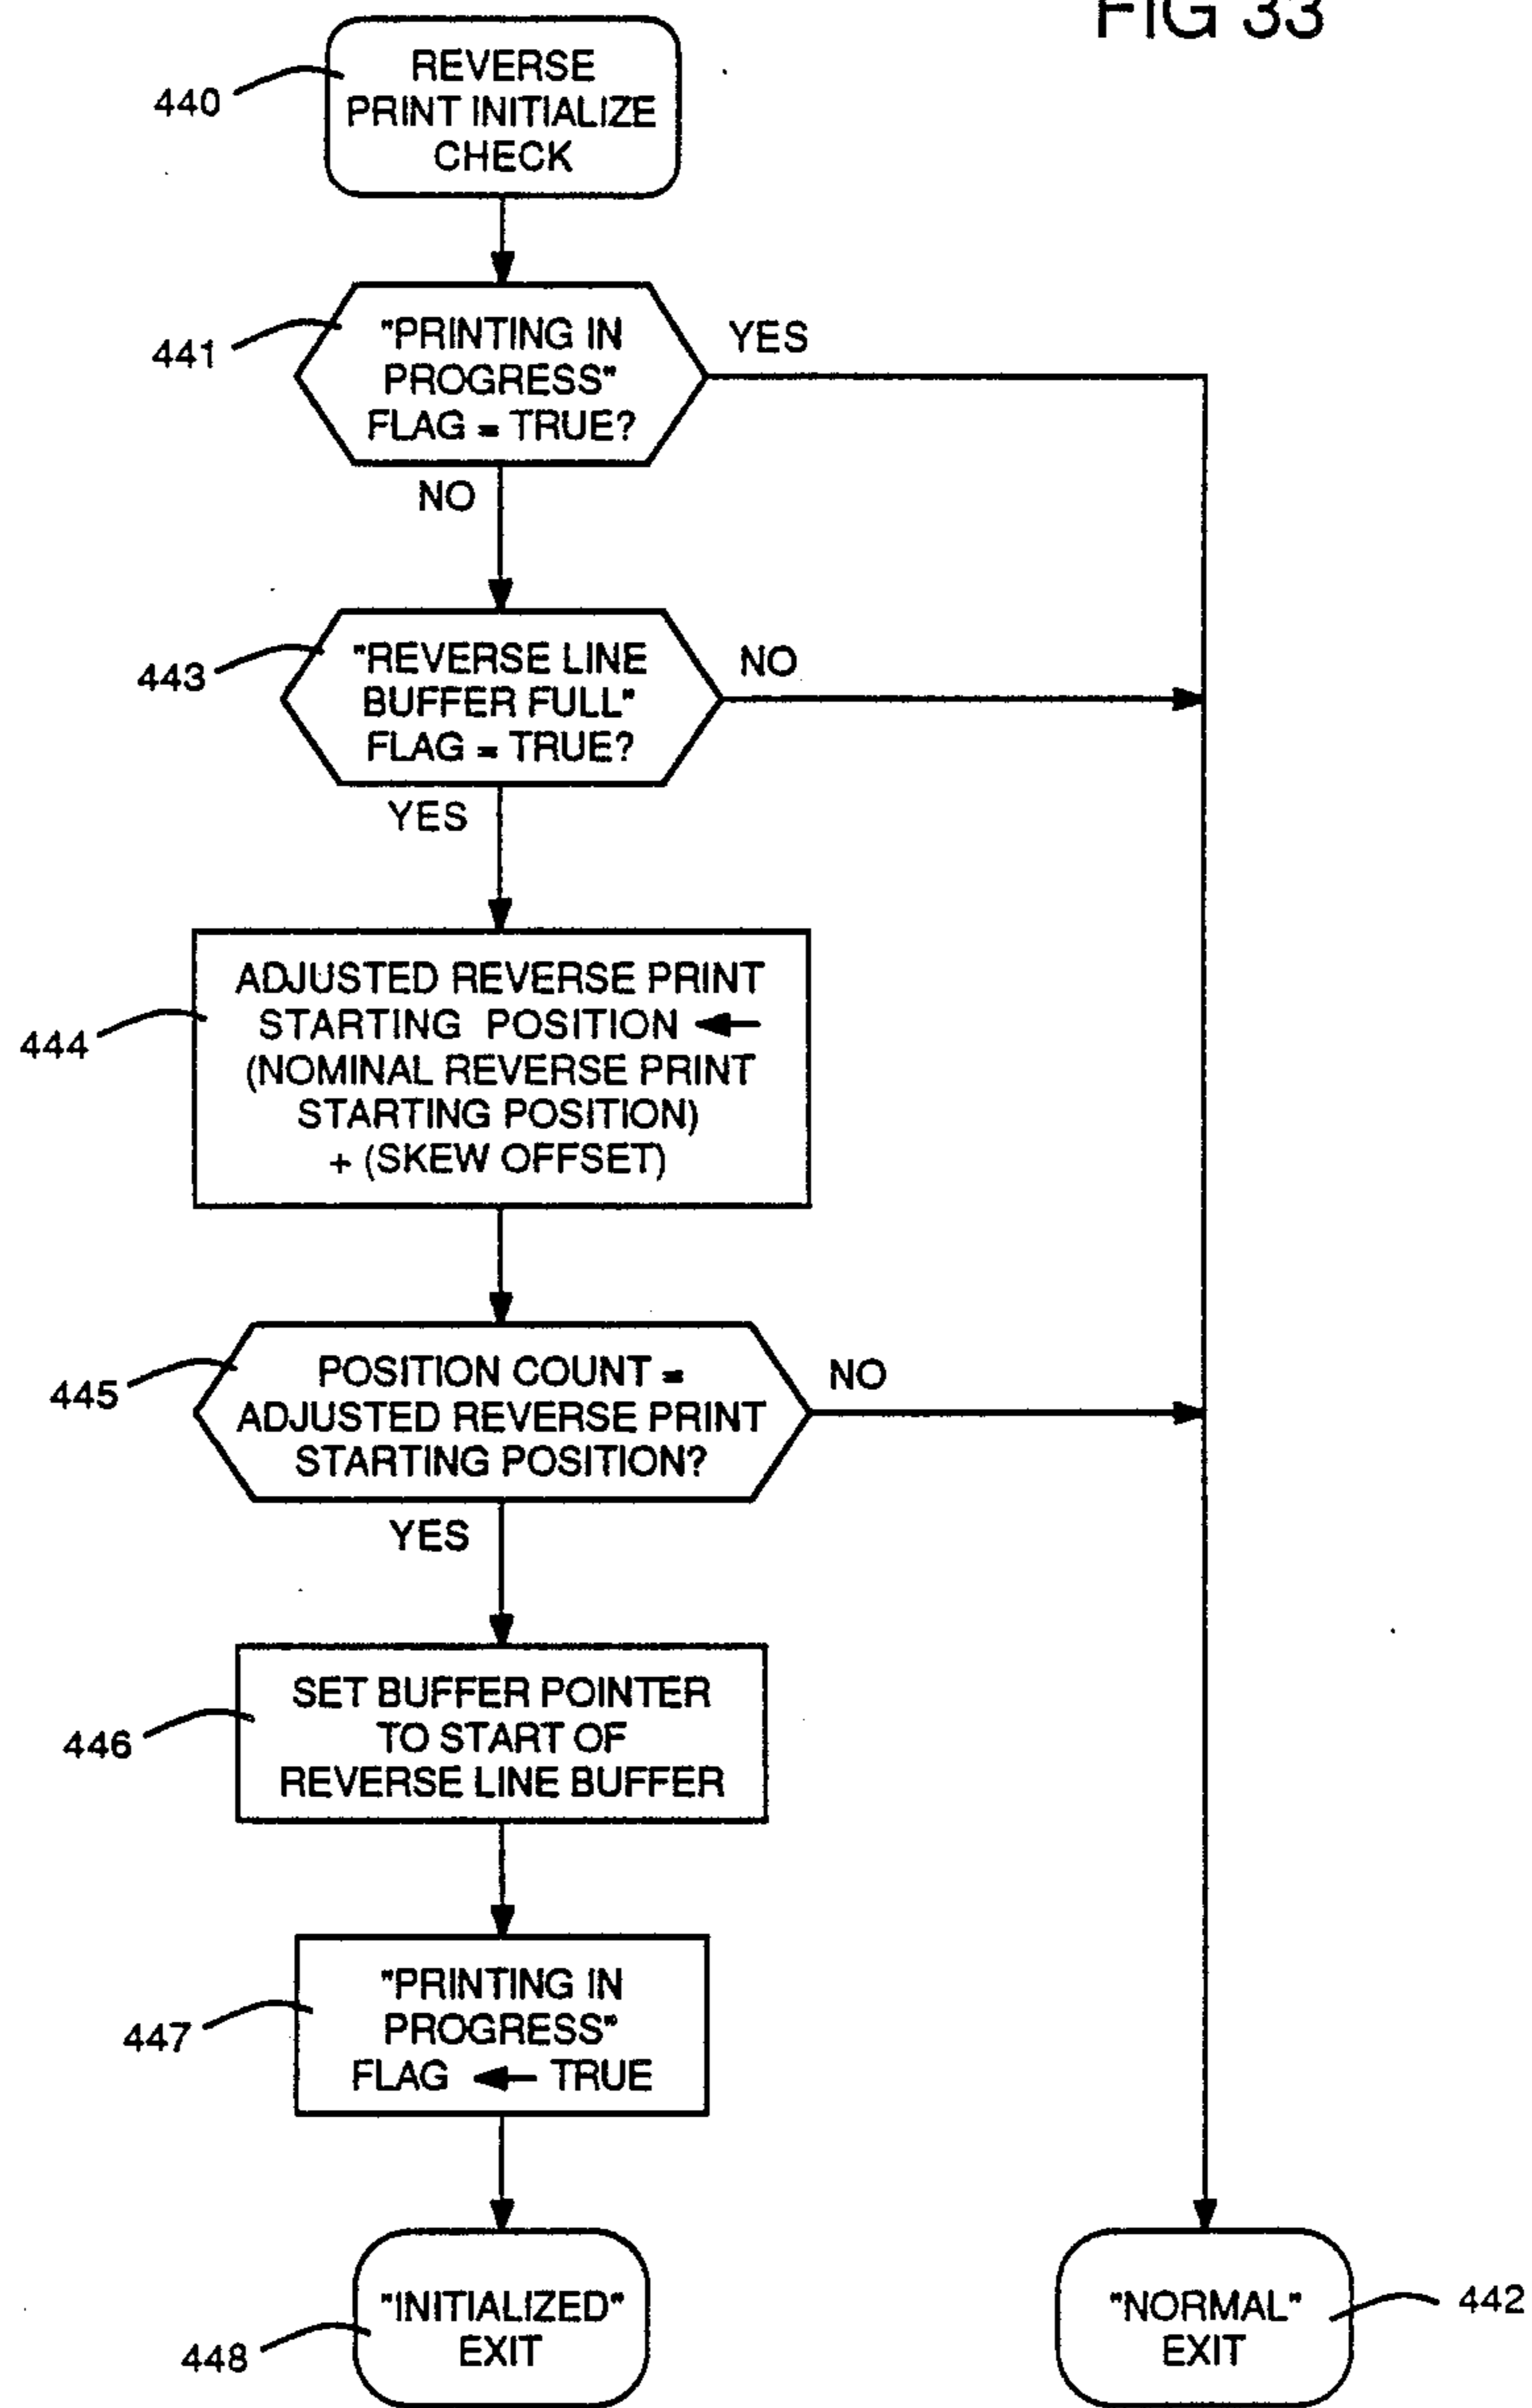 FIG 33
440
REVERSE
PRINT INITIALIZE
CHECK
441
"PRINTING IN
PROGRESS"
FLAG = TRUE?
YES
NO
443
"REVERSE LINE
BUFFER FULL"
FLAG = TRUE?
NO
YES
444
ADJUSTED REVERSE PRINT
STARTING POSITION ←
(NOMINAL REVERSE PRINT
STARTING POSITION)
+ (SKEW OFFSET)
445
POSITION COUNT =
ADJUSTED REVERSE PRINT
STARTING POSITION?
NO
YES
446
SET BUFFER POINTER
TO START OF
REVERSE LINE BUFFER
447
"PRINTING IN
PROGRESS"
FLAG ← TRUE
448
"INITIALIZED"
EXIT
"NORMAL"
EXIT
442